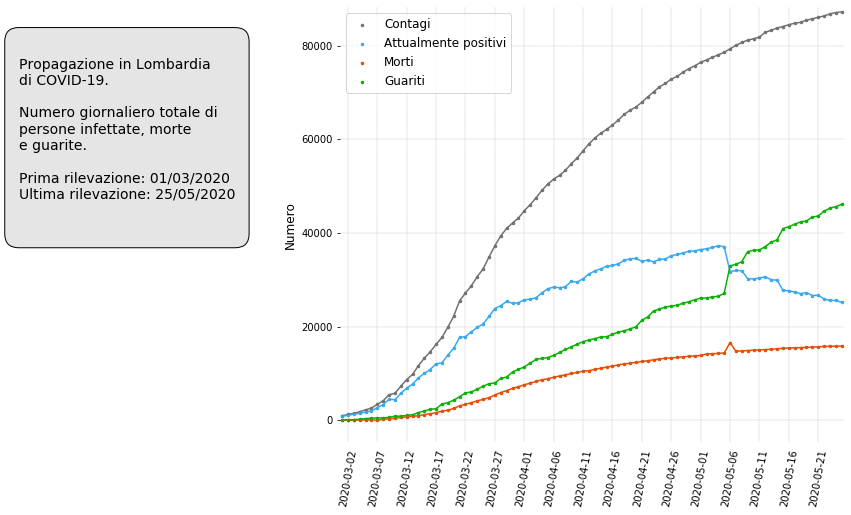 Propagazione in Lombardia
di COVID-19.
Numero giornaliero totale di
persone infettate, morte
e guarite.
Prima rilevazione: 01/03/2020
Ultima rilevazione: 25/05/2020
Contagi
Attualmente positivi
Morti
Guariti
Numero
80000
60000
40000
20000
0
2020-03-02
2020-03-07
2020-03-12
2020-03-17
2020-03-22
2020-03-27
2020-04-01
2020-04-06
2020-04-11
2020-04-16
2020-04-21
2020-04-26
2020-05-01
2020-05-06
2020-05-11
2020-05-16
2020-05-21